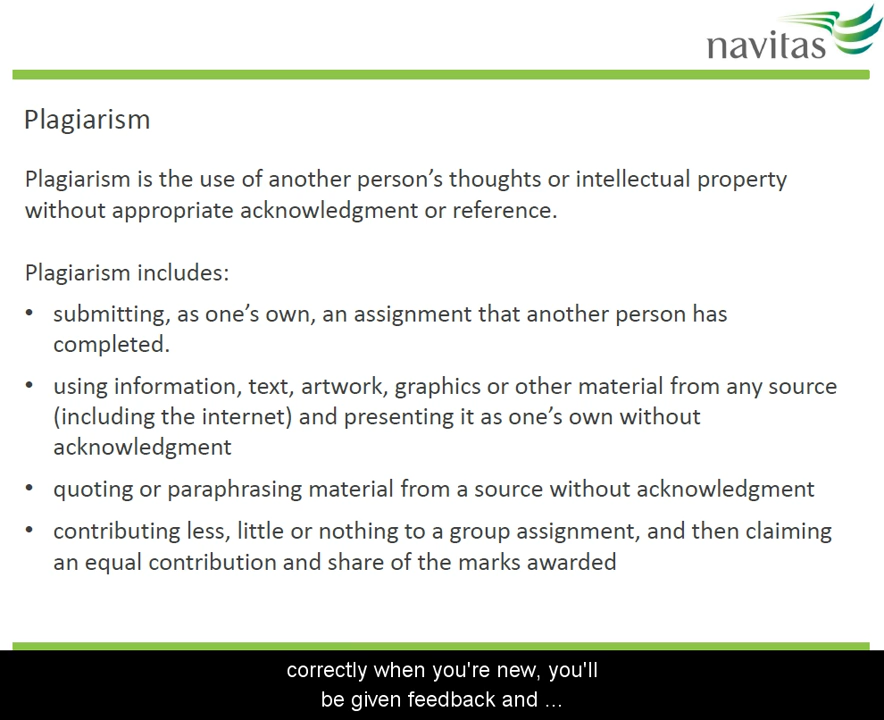 navitas
Plagiarism
Plagiarism is the use of another person’s thoughts or intellectual property
without appropriate acknowledgment or reference.
Plagiarism includes:
• submitting, as one’s own, an assignment that another person has
completed.
• using information, text, artwork, graphics or other material from any source
(including the internet) and presenting it as one’s own without
acknowledgment
• quoting or paraphrasing material from a source without acknowledgment
• contributing less, little or nothing to a group assignment, and then claiming
an equal contribution and share of the marks awarded
correctly when you're new, you'll
be given feedback and ...